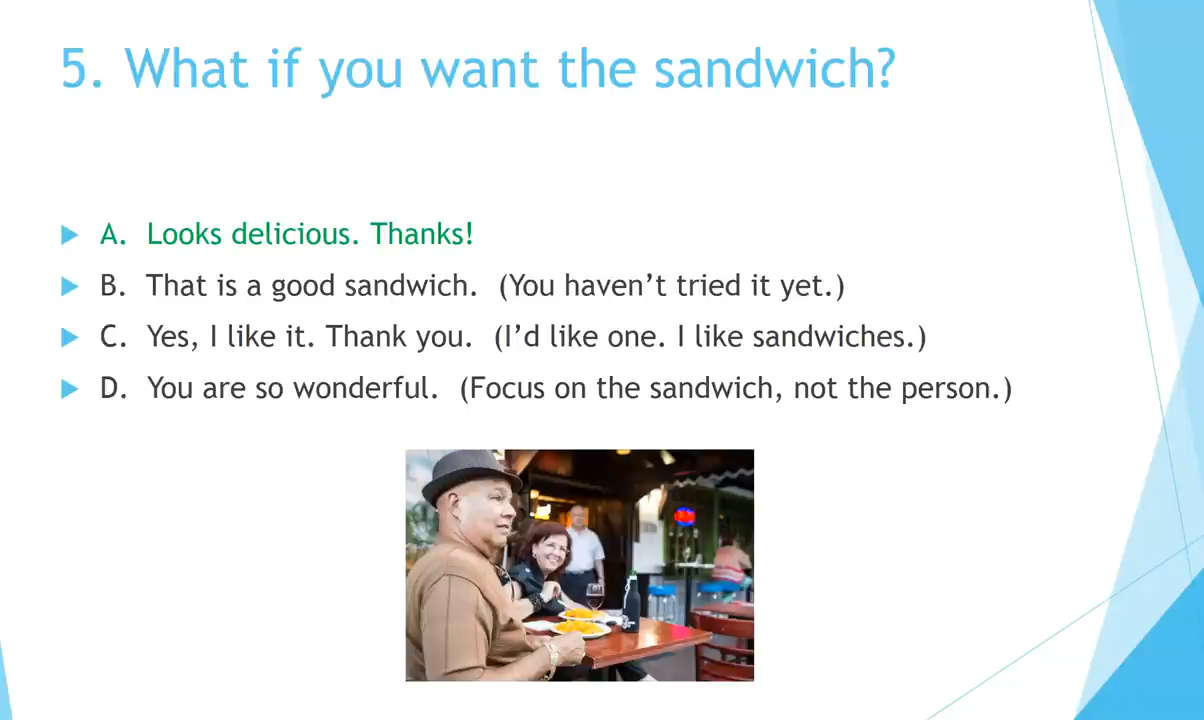 5. What if you want the sandwich?
A. Looks delicious. Thanks!
B. That is a good sandwich. (You haven’t tried it yet.)
C. Yes, I like it. Thank you. (I’d like one. I like sandwiches.)
D. You are so wonderful. (Focus on the sandwich, not the person.)